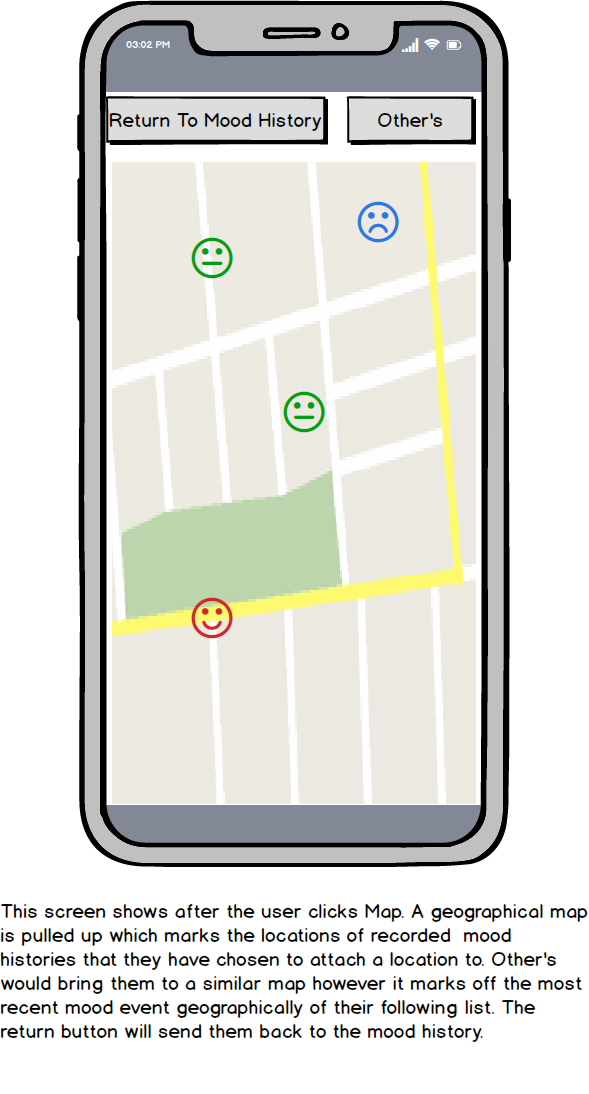 03:02 PM
Return To Mood History
Other's
This screen shows after the user clicks Map. A geographical map
is pulled up which marks the locations of recorded  mood
histories that they have chosen to attach a location to. Other's
would bring them to a similar map however it marks off the most
recent mood event geographically of their following list. The
return button will send them back to the mood history.